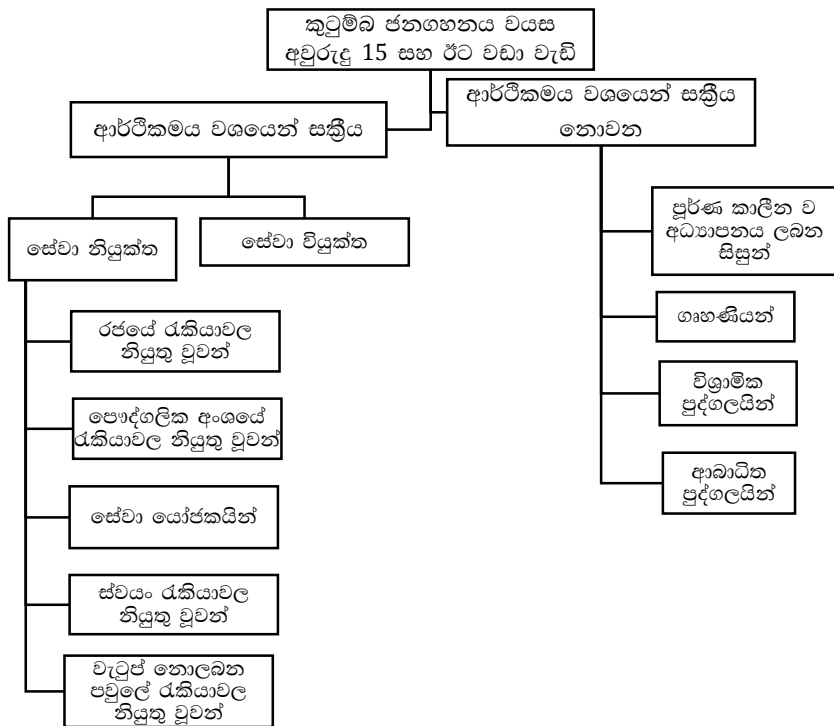 කුටුම්බ ජනගහනය වයස
අවුරුදු 15 සහ ඊට වඩා වැඩි
ආර්ථිකමය වශයෙන් සක්‍රීය
ආර්ථිකමය වශයෙන් සක්‍රීය
නොවන
සේවා නියුක්ත
සේවා වියුක්ත
රජයේ රැකියාවල
නියුතු වූවන්
පෞද්ගලික අංශයේ
රැකියාවල නියුතු වූවන්
සේවා යෝජකයින්
ස්වයං රැකියාවල
නියුතු වූවන්
වැටුප් නොලබන
පවුලේ රැකියාවල
නියුතු වූවන්
පූර්ණ කාලීන ව
අධ්‍යාපනය ලබන
සිසුන්
ගෘහණියන්
විශ්‍රාමික
පුද්ගලයින්
ආබාධිත
පුද්ගලයින්